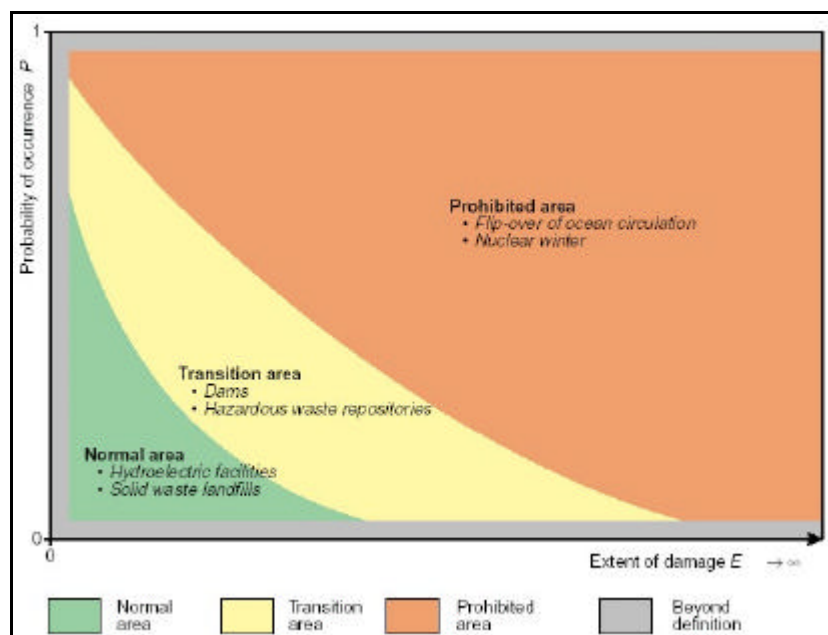 1
Probability of occurrence P
Prohibited area
• Flip-over of ocean circulation
• Nuclear winter
Transition area
• Dams
• Hazardous waste repositories
Normal area
• Hydroelectric facilities
• Solid waste landfills
0
0
Extent of damage E → ∞
Normal area
Transition area
Prohibited area
Beyond definition